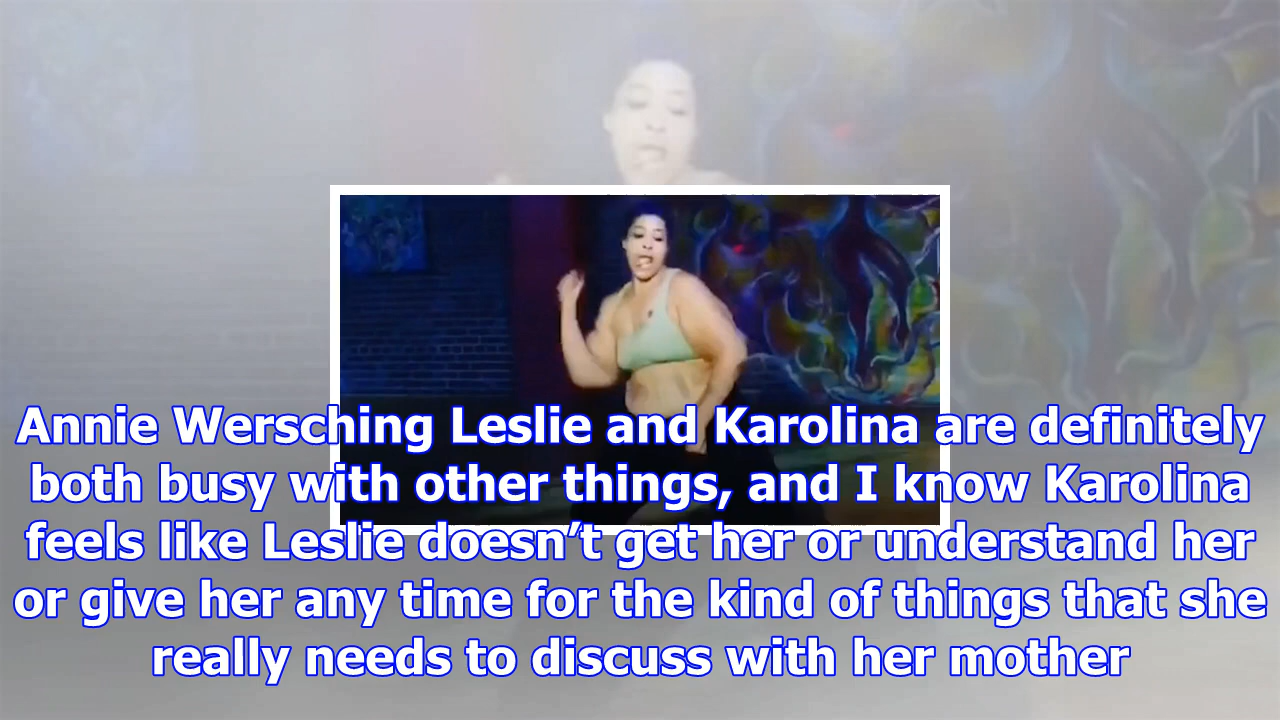 Annie Wersching Leslie and Karolina are definitely
both busy with other things, and I know Karolina
feels like Leslie doesn’t get her or understand her
or give her any time for the kind of things that she
really needs to discuss with her mother